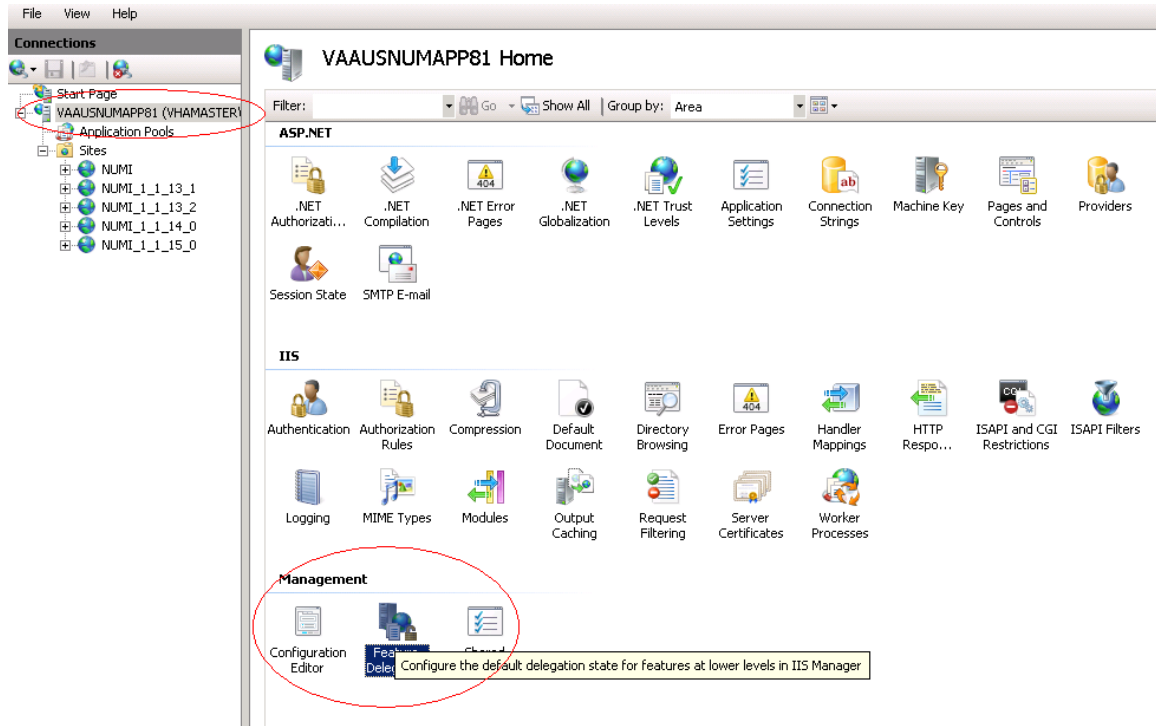 File View Help
Connections
Start Page
VAAUSNUMAPP81 (VHAMASTER\
Application Pools
Sites
NUMI
NUMI_1_1_13_1
NUMI_1_1_13_2
NUMI_1_1_14_0
NUMI_1_1_15_0
VAAUSNUMAPP81 Home
Filter: Go Show All Group by: Area
ASP.NET
.NET Authorizati...
.NET Compilation
.NET Error Pages
.NET Globalization
.NET Trust Levels
Application Settings
Connection Strings
Machine Key
Pages and Controls
Providers
Session State
SMTP E-mail
IIS
Authentication
Authorization Rules
Compression
Default Document
Directory Browsing
Error Pages
Handler Mappings
HTTP Respo...
ISAPI and CGI Restrictions
ISAPI Filters
Logging
MIME Types
Modules
Output Caching
Request Filtering
Server Certificates
Worker Processes
Management
Configuration Editor
Configure the default delegation state for features at lower levels in IIS Manager